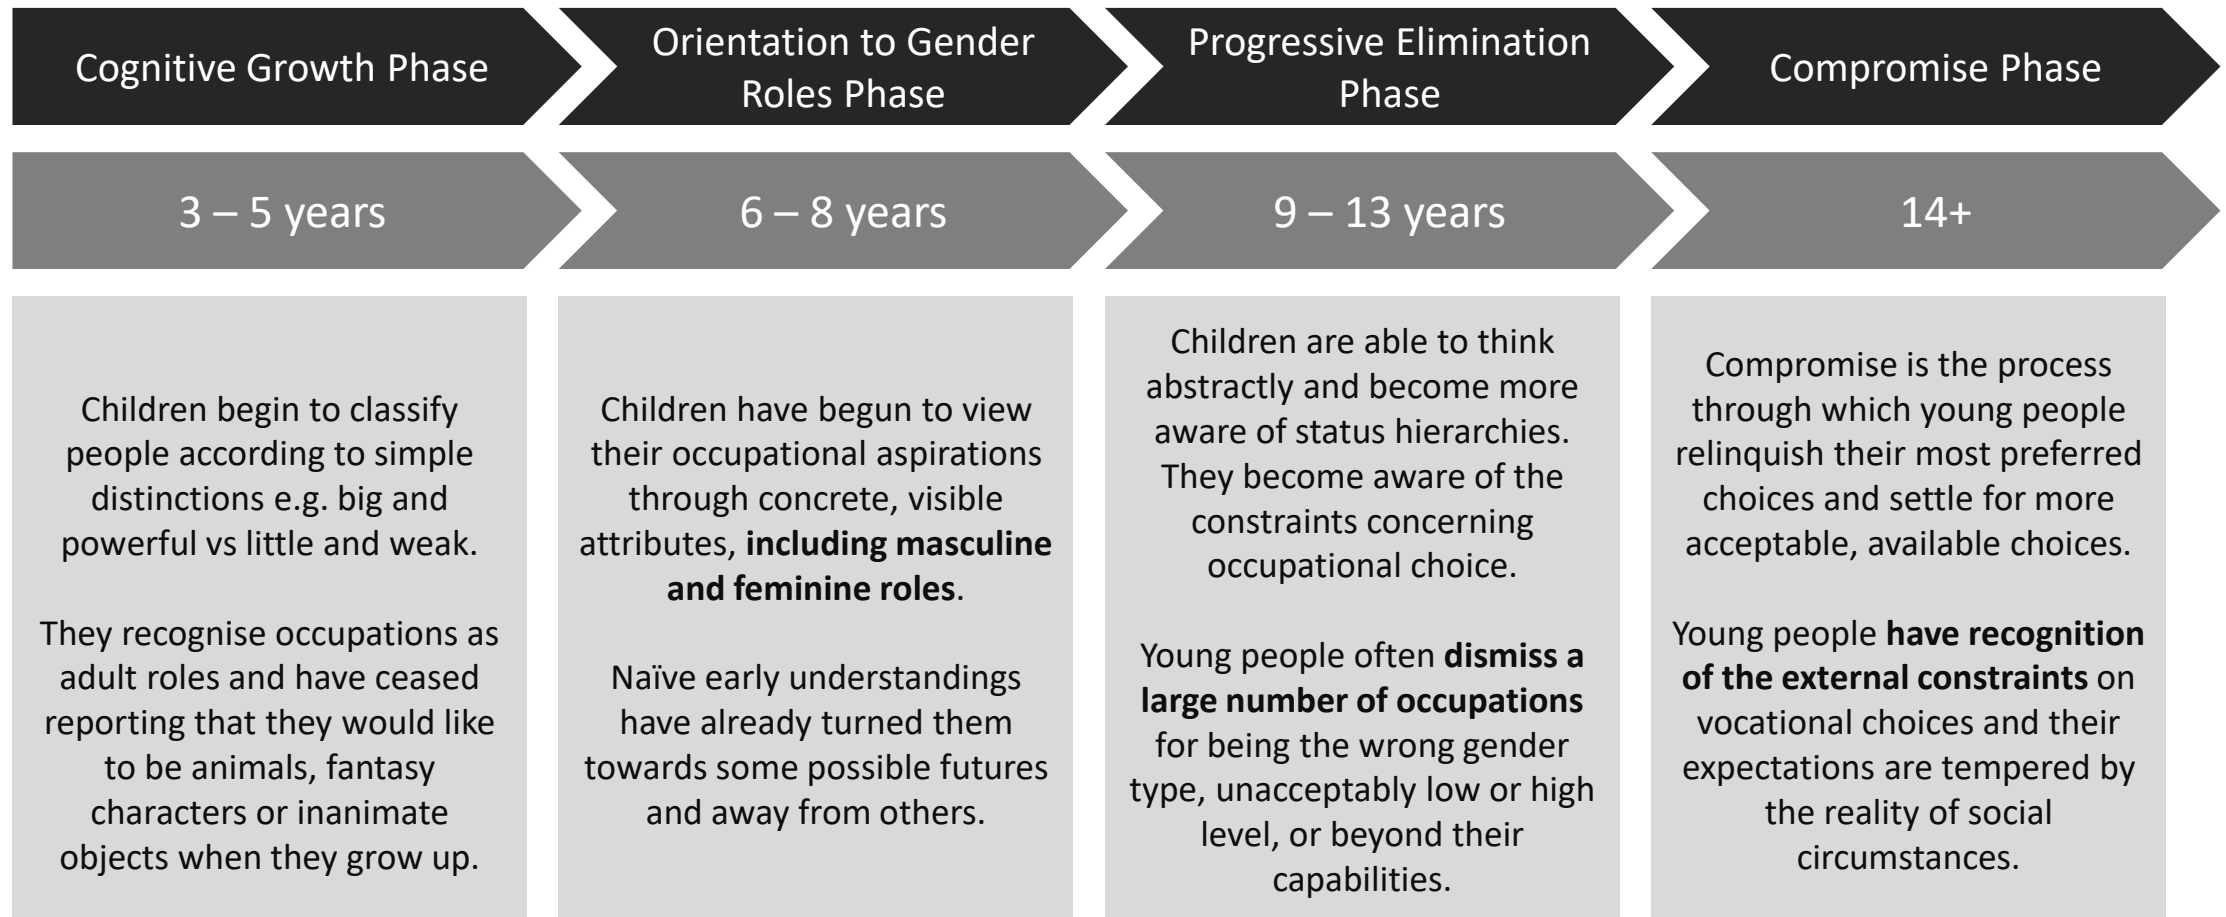 Cognitive Growth Phase
Orientation to Gender
Roles Phase
Progressive Elimination
Phase
Compromise Phase
3 – 5 years
6 – 8 years
9 – 13 years
14+
Children begin to classify
people according to simple
distinctions e.g. big and
powerful vs little and weak.
They recognise occupations as
adult roles and have ceased
reporting that they would like
to be animals, fantasy
characters or inanimate
objects when they grow up.
Children have begun to view
their occupational aspirations
through concrete, visible
attributes, including masculine
and feminine roles.
Naïve early understandings
have already turned them
towards some possible futures
and away from others.
Children are able to think
abstractly and become more
aware of status hierarchies.
They become aware of the
constraints concerning
occupational choice.
Young people often dismiss a
large number of occupations
for being the wrong gender
type, unacceptably low or high
level, or beyond their
capabilities.
Compromise is the process
through which young people
relinquish their most preferred
choices and settle for more
acceptable, available choices.
Young people have recognition
of the external constraints on
vocational choices and their
expectations are tempered by
the reality of social
circumstances.